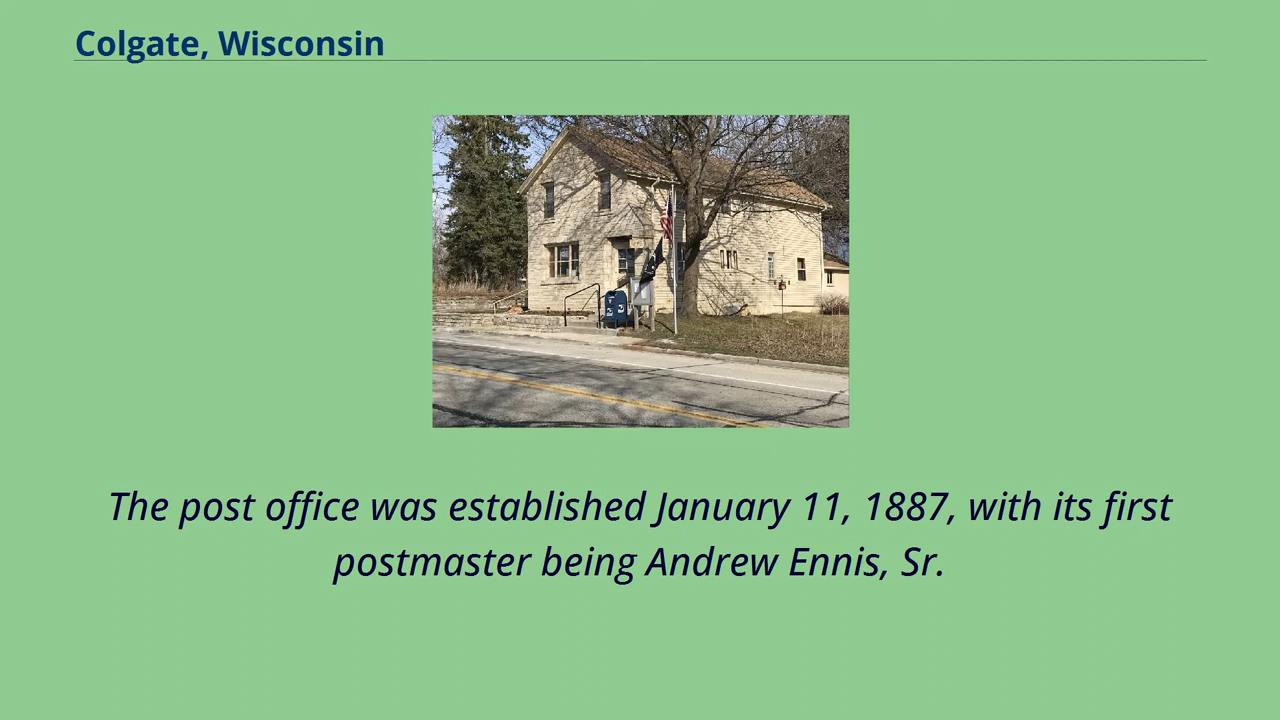 Colgate, Wisconsin
The post office was established January 11, 1887, with its first
postmaster being Andrew Ennis, Sr.